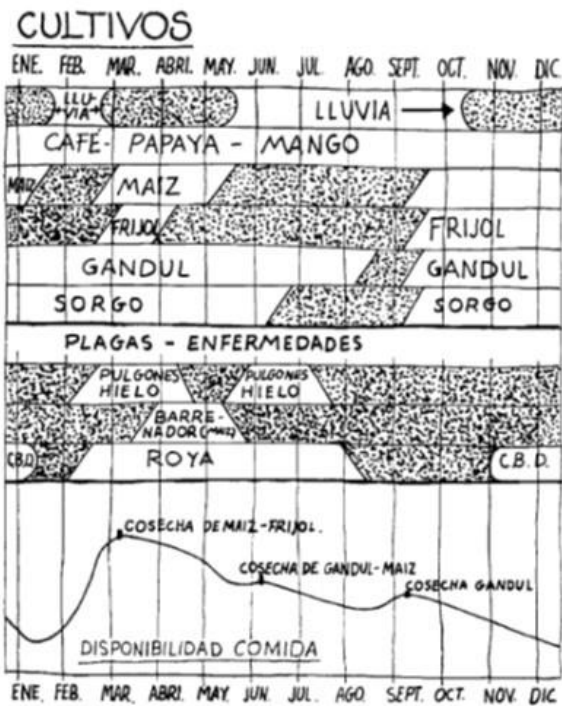 CULTIVOS
ENE. FEB. MAR. ABRI. MAY. JUN. JUL. AGO. SEPT. OCT. NOV. DIC.
LLU-
VIA
LLUVIA
CAFÉ - PAPAYA - MANGO
MAIZ MAIZ
FRIJOL FRIJOL
GANDUL GANDUL
SORGO SORGO
PLAGAS - ENFERMEDADES
PULGONES PULGONES
HIELO HIELO
BARRE-
NADOR (MAIZ)
C.B.D. ROYA C.B.D.
COSECHA DE MAIZ-FRIJOL.
COSECHA DE GANDUL-MAIZ
COSECHA GANDUL
DISPONIBILIDAD COMIDA
ENE. FEB. MAR. ABRI. MAY. JUN. JUL. AGO. SEPT. OCT. NOV. DIC.